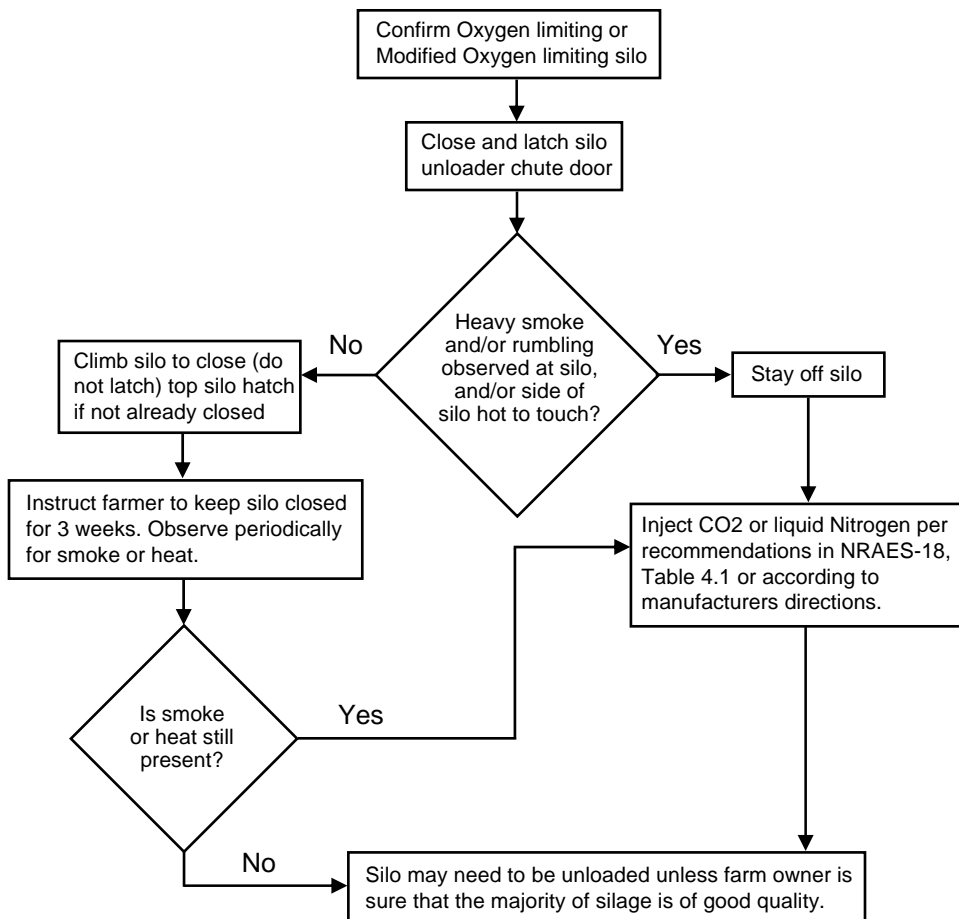 Confirm Oxygen limiting or
Modified Oxygen limiting silo
Close and latch silo
unloader chute door
Heavy smoke
and/or rumbling
observed at silo,
and/or side of
silo hot to touch?
No
Yes
Climb silo to close (do
not latch) top silo hatch
if not already closed
Stay off silo
Instruct farmer to keep silo closed
for 3 weeks. Observe periodically
for smoke or heat.
Inject CO2 or liquid Nitrogen per
recommendations in NRAES-18,
Table 4.1 or according to
manufacturers directions.
Is smoke
or heat still
present?
Yes
No
Silo may need to be unloaded unless farm owner is
sure that the majority of silage is of good quality.